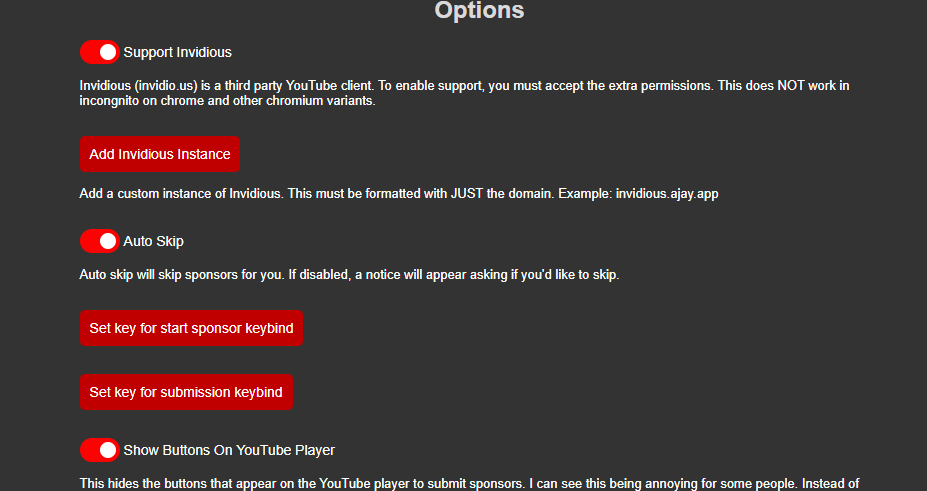 Options
Support Invidious
Invidious (invidio.us) is a third party YouTube client. To enable support, you must accept the extra permissions. This does NOT work in
incongnito on chrome and other chromium variants.
Add Invidious Instance
Add a custom instance of Invidious. This must be formatted with JUST the domain. Example: invidious.ajay.app
Auto Skip
Auto skip will skip sponsors for you. If disabled, a notice will appear asking if you'd like to skip.
Set key for start sponsor keybind
Set key for submission keybind
Show Buttons On YouTube Player
This hides the buttons that appear on the YouTube player to submit sponsors. I can see this being annoying for some people. Instead of